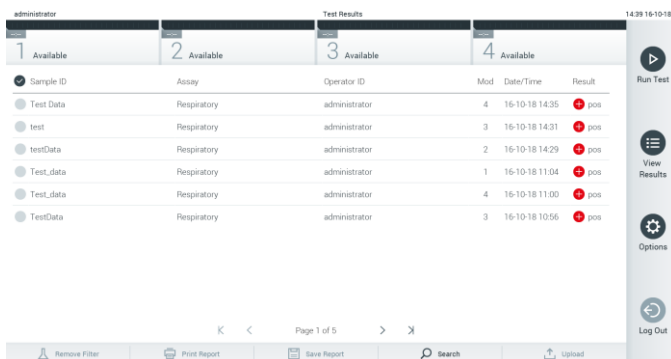 administrator Test Results 14:39 16-10-18
--:-- --:-- --:-- --:--
1 Available 2 Available 3 Available 4 Available
Run Test
Sample ID Assay Operator ID Mod Date/Time Result
Test Data Respiratory administrator 4 16-10-18 14:35 pos
test Respiratory administrator 3 16-10-18 14:31 pos
testData Respiratory administrator 2 16-10-18 14:29 pos
View
Results
Test_data Respiratory administrator 1 16-10-18 11:04 pos
Test_data Respiratory administrator 4 16-10-18 11:00 pos
TestData Respiratory administrator 3 16-10-18 10:56 pos
Options
Page 1 of 5
Log Out
Remove Filter Print Report Save Report Search Upload